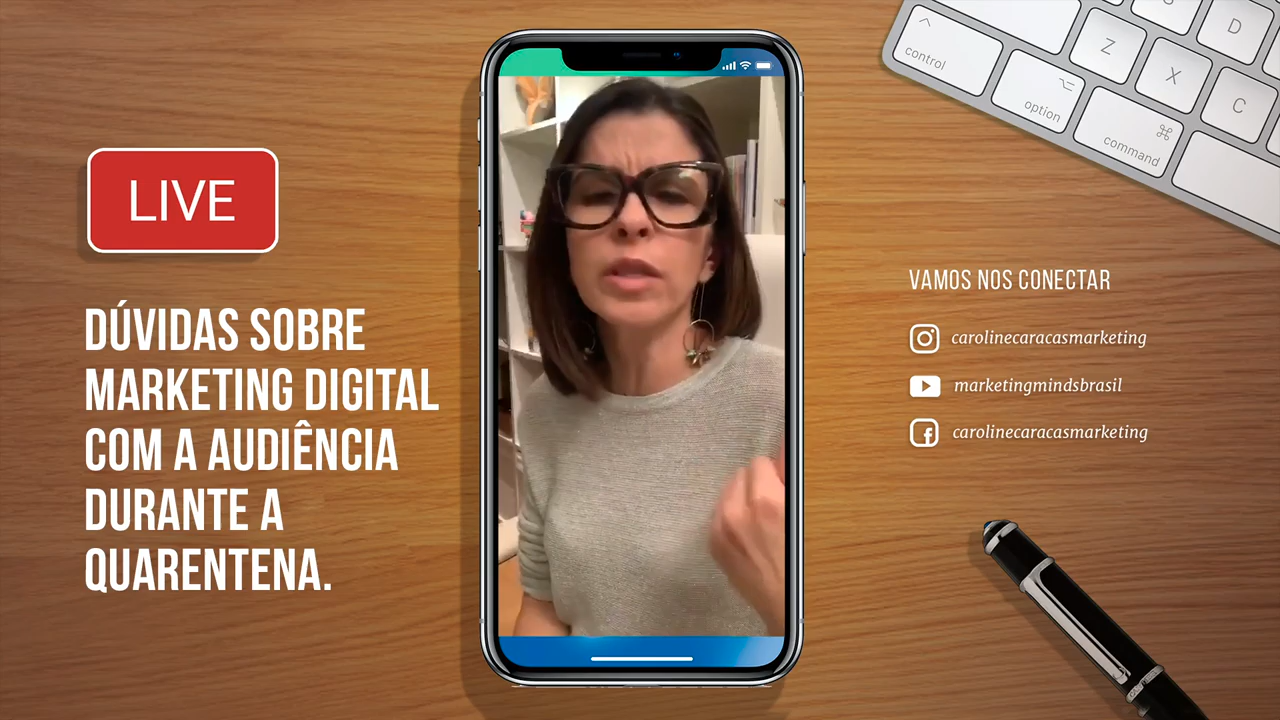 LIVE
DÚVIDAS SOBRE
MARKETING DIGITAL
COM A AUDIÊNCIA
DURANTE A
QUARENTENA.
VAMOS NOS CONECTAR
carolinecaracasmarketing
marketingmindsbrasil
carolinecaracasmarketing
control
option
command
Z
X
C
S
D